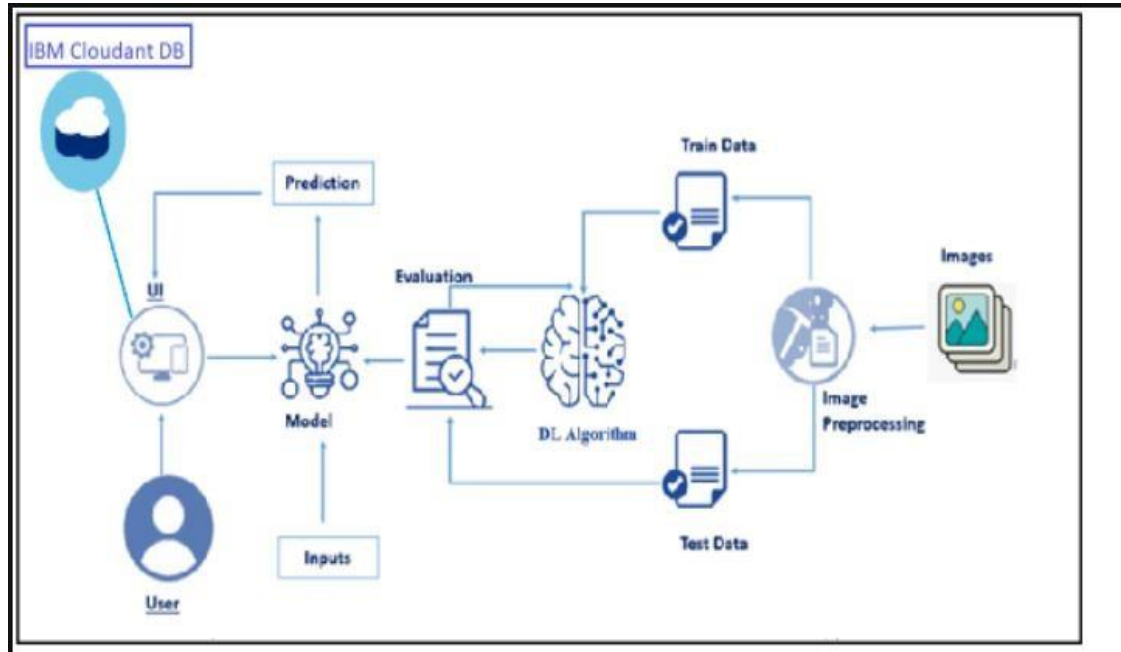 IBM Cloudant DB
Train Data
Prediction
Images
Evaluation
UI
Image
Preprocessing
Model
DL Algorithm
Test Data
Inputs
User